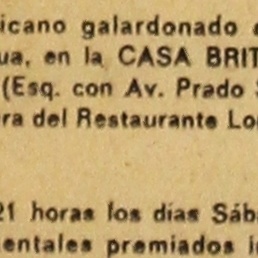 icano galardonado
ua, en la CASA BRIT
(Esq. con Av. Prado
ra del Restaurante Lo
21 horas los días Sáb
entales premiados i